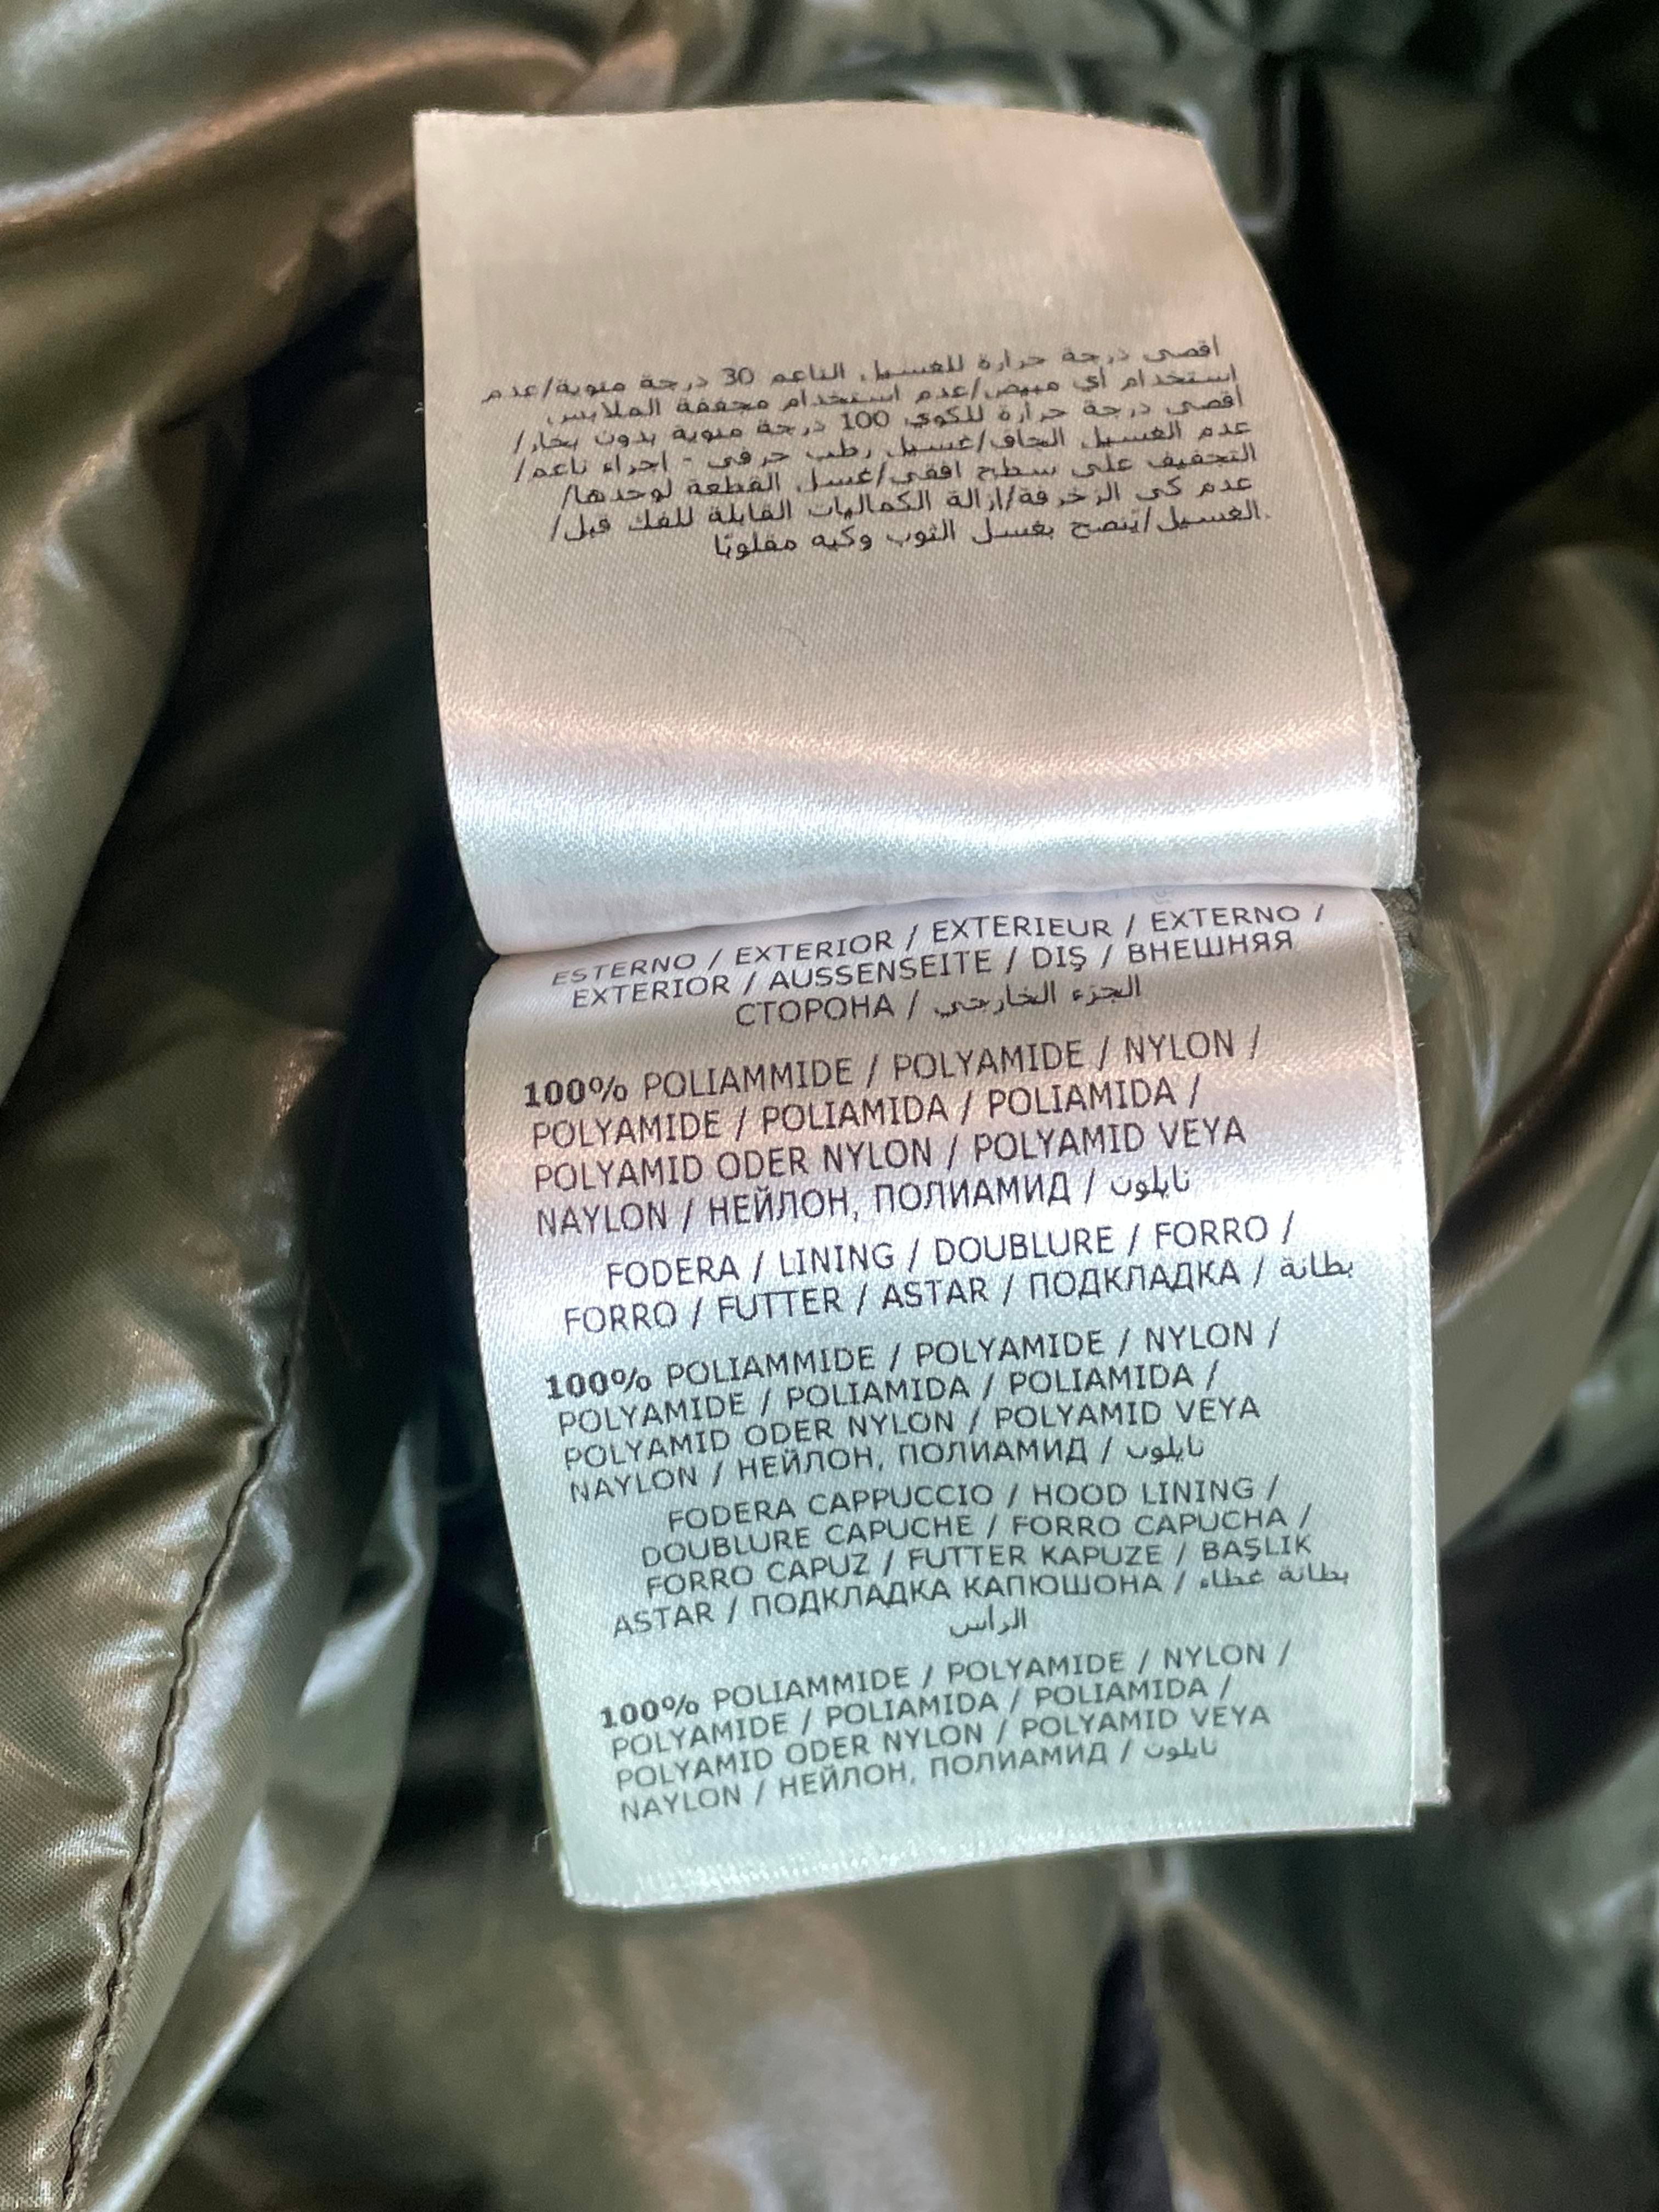 أقصى درجة حرارة للغسيل الناعم 30 درجة مئوية/عدم
استخدام أي مبيض/عدم استخدام مجففة الملابس
أقصى درجة حرارة للكوي 100 درجة مئوية بدون بخار/
عدم الغسيل الجاف/غسيل رطب حرفي - اجراء ناعم/
التجفيف على سطح افقي/غسل القطعة لوحدها/
عدم كي الزخرفة/ازالة الكماليات القابلة للفك قبل/
الغسيل/يُنصح بغسل الثوب وكيه مقلوبًا.
ESTERNO / EXTERIOR / EXTERIEUR / EXTERNO /
EXTERIOR / AUSSENSEITE / DIŞ / ВНЕШНЯЯ
СТОРОНА / الجزء الخارجي
100% POLIAMMIDE / POLYAMIDE / NYLON /
POLYAMIDE / POLIAMIDA / POLIAMIDA /
POLYAMID ODER NYLON / POLYAMID VEYA
NAYLON / НЕЙЛОН, ПОЛИАМИД / نايلون
FODERA / LINING / DOUBLURE / FORRO /
FORRO / FUTTER / ASTAR / ПОДКЛАДКА / بطانة
100% POLIAMMIDE / POLYAMIDE / NYLON /
POLYAMIDE / POLIAMIDA / POLIAMIDA /
POLYAMID ODER NYLON / POLYAMID VEYA
NAYLON / НЕЙЛОН, ПОЛИАМИД / نايلون
FODERA CAPPUCCIO / HOOD LINING /
DOUBLURE CAPUCHE / FORRO CAPUCHA /
FORRO CAPUZ / FUTTER KAPUZE / BAŞLIK
ASTAR / ПОДКЛАДКА КАПЮШОНА / بطانة غطاء
الرأس
100% POLIAMMIDE / POLYAMIDE / NYLON /
POLYAMIDE / POLIAMIDA / POLIAMIDA /
POLYAMID ODER NYLON / POLYAMID VEYA
NAYLON / НЕЙЛОН, ПОЛИАМИД / نايلون